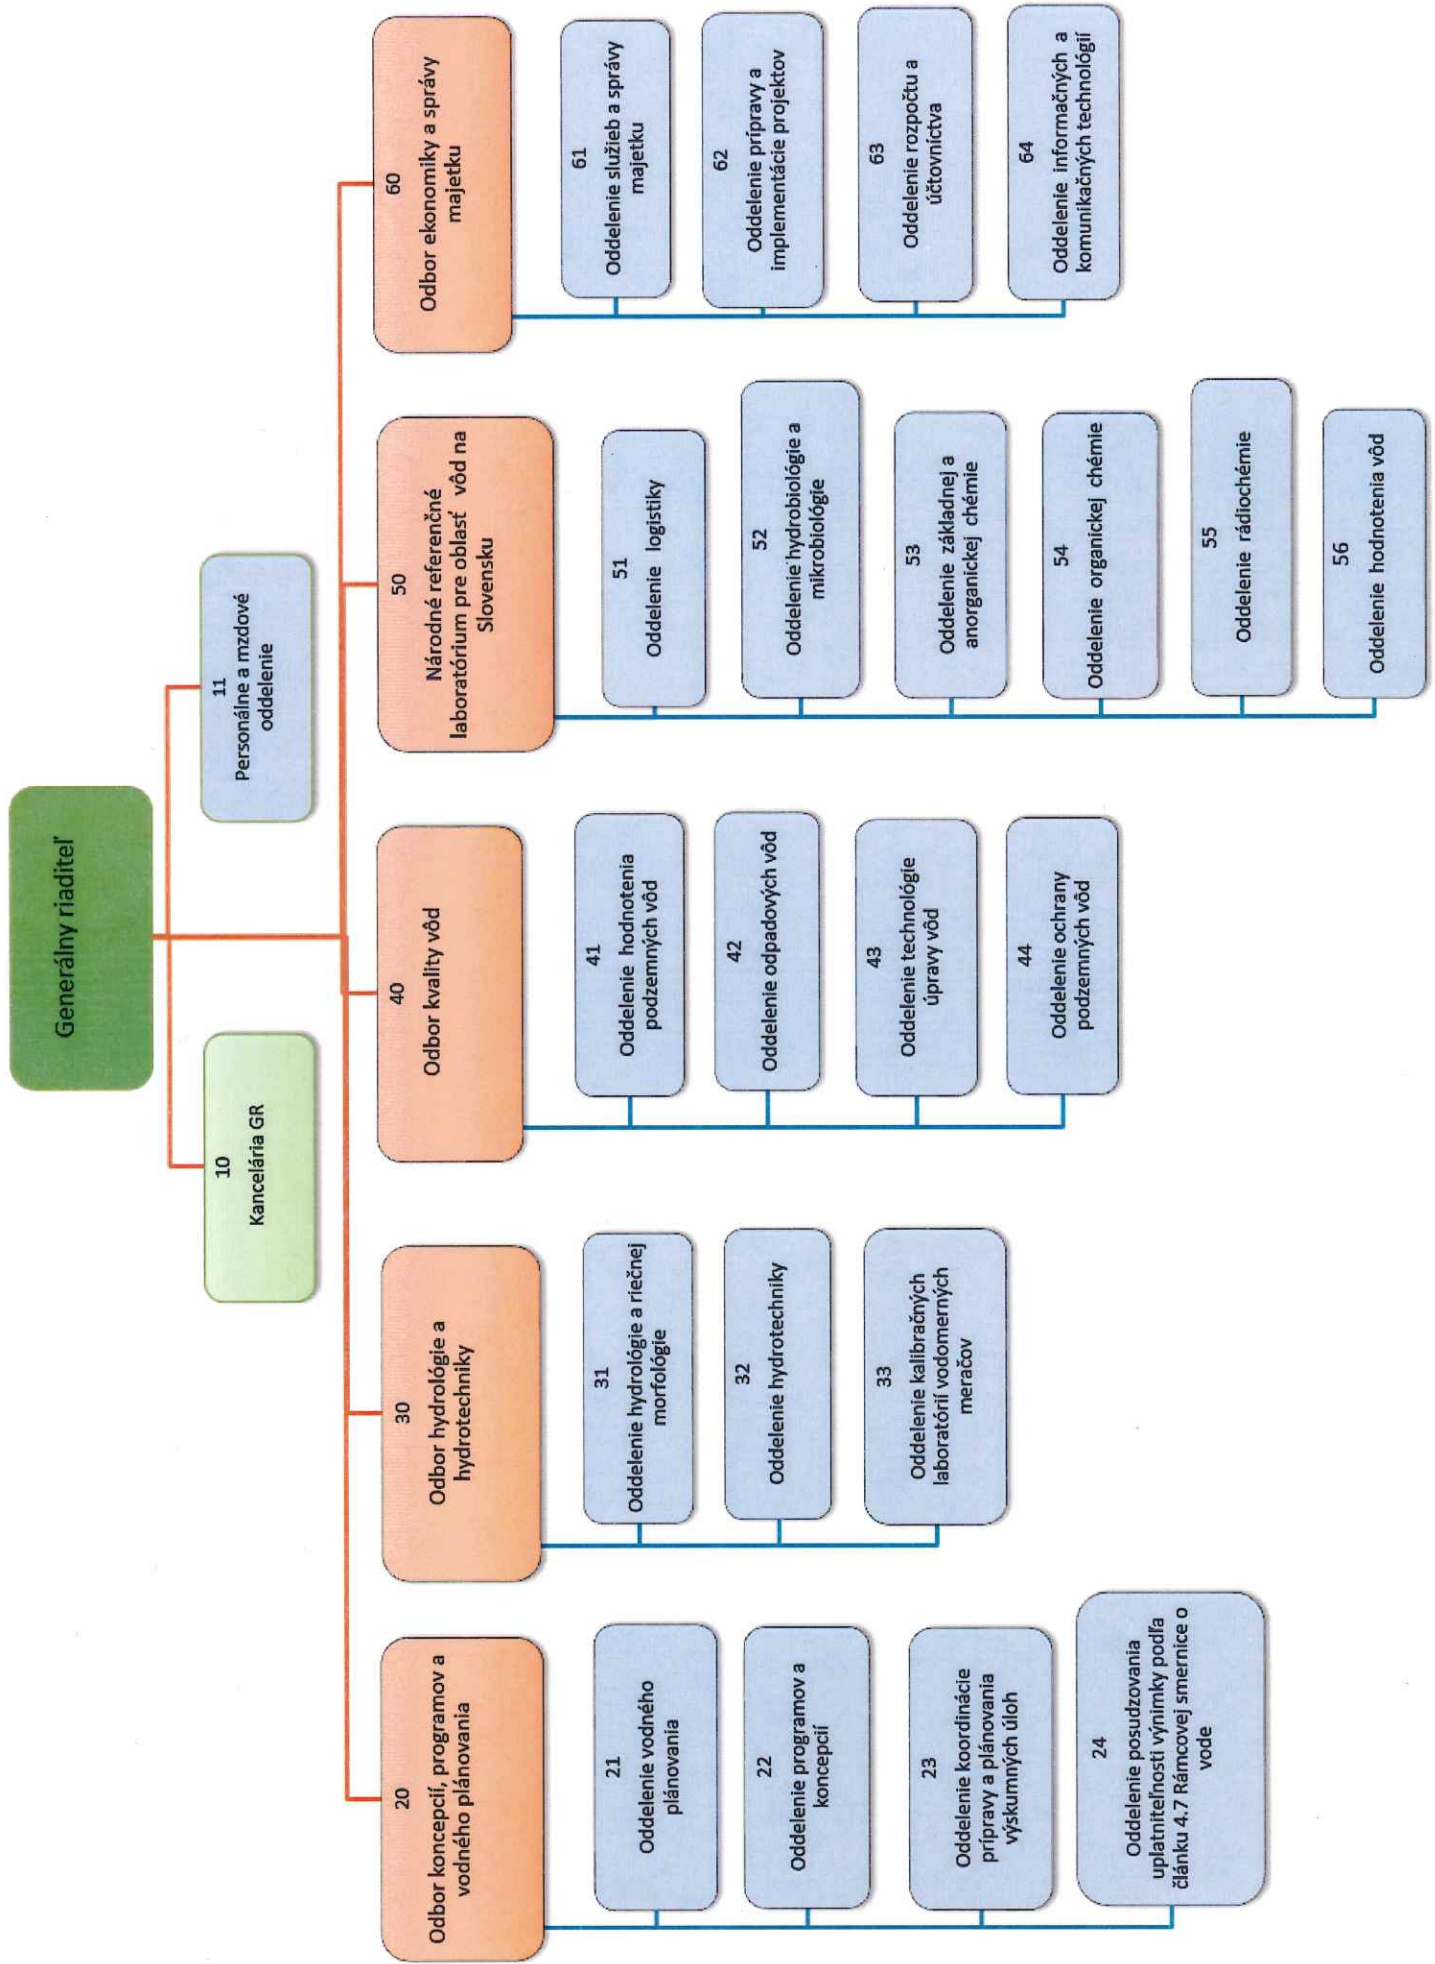 Generálny riaditeľ
10
Kancelária GR
11
Personálne a mzdové
oddelenie
20
Odbor koncepcií, programov a
vodného plánovania
21
Oddelenie vodného
plánovania
22
Oddelenie programov a
koncepcií
23
Oddelenie koordinácie
prípravy a plánovania
výskumných úloh
24
Oddelenie posudzovania
uplatniteľnosti výnimky podľa
článku 4.7 Rámcovej smernice o
vode
30
Odbor hydrológie a
hydrotechniky
31
Oddelenie hydrológie a riečnej
morfológie
32
Oddelenie hydrotechniky
33
Oddelenie kalibračných
laboratórií vodomerných
meračov
40
Odbor kvality vôd
41
Oddelenie hodnotenia
podzemných vôd
42
Oddelenie odpadových vôd
43
Oddelenie technológie
úpravy vôd
44
Oddelenie ochrany
podzemných vôd
50
Národné referenčné
laboratórium pre oblasť vôd na
Slovensku
51
Oddelenie logistiky
52
Oddelenie hydrobiológie a
mikrobiológie
53
Oddelenie základnej a
anorganickej chémie
54
Oddelenie organickej chémie
55
Oddelenie rádiochémie
56
Oddelenie hodnotenia vôd
60
Odbor ekonomiky a správy
majetku
61
Oddelenie služieb a správy
majetku
62
Oddelenie prípravy a
implementácie projektov
63
Oddelenie rozpočtu a
účtovníctva
64
Oddelenie informačných a
komunikačných technológií